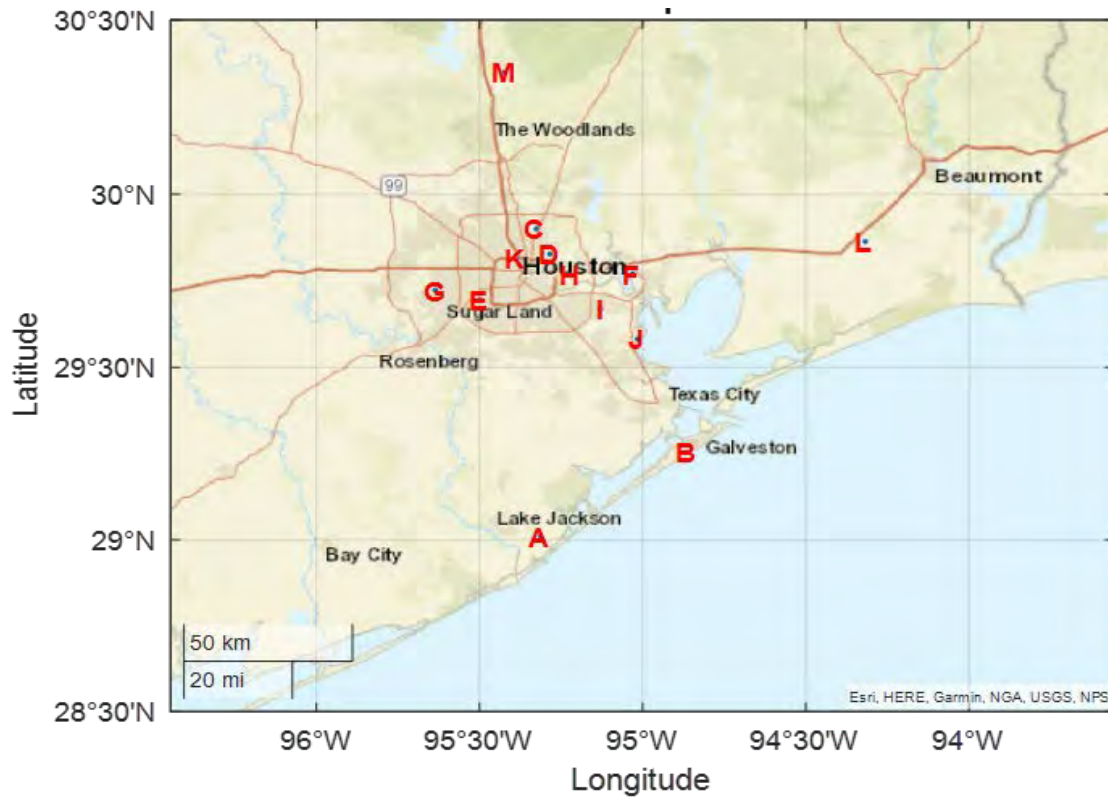 30°30'N
M
The Woodlands
99
30°N
Beaumont
C
L
K
D
Houston
H
F
G
E
I
Sugar Land
J
29°30'N
Rosenberg
Texas City
B
Galveston
Lake Jackson
29°N
A
Bay City
50 km
20 mi
Esri, HERE, Garmin, NGA, USGS, NPS
28°30'N
96°W
95°30'W
95°W
94°30'W
94°W
Latitude
Longitude